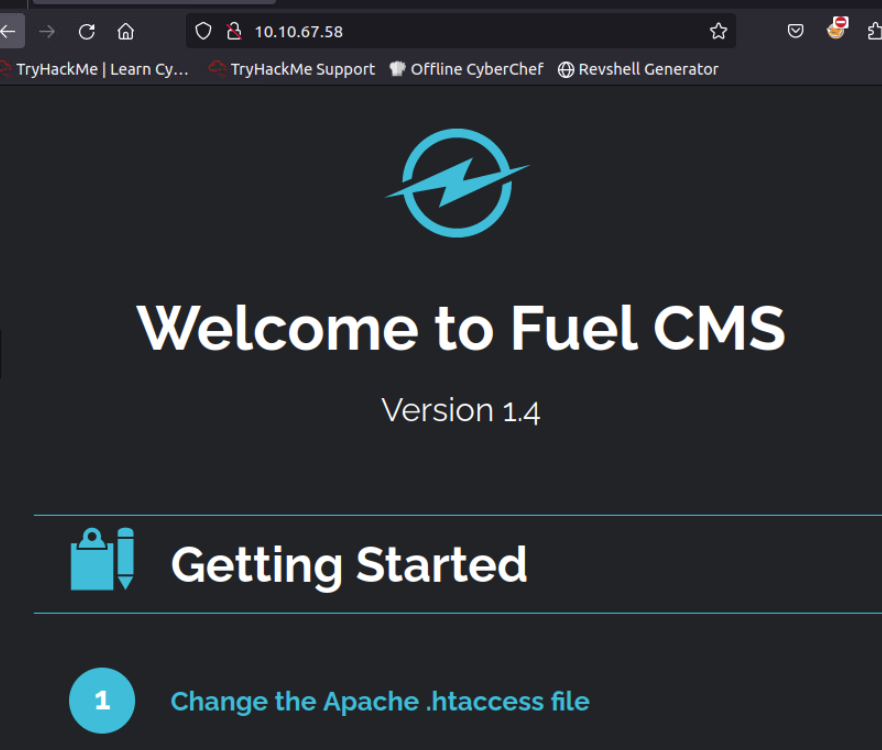 10.10.67.58
TryHackMe | Learn Cy... TryHackMe Support Offline CyberChef Revshell Generator
Welcome to Fuel CMS
Version 1.4
Getting Started
1 Change the Apache .htaccess file